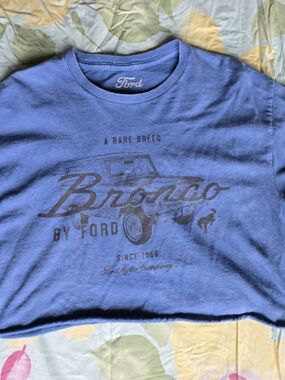 Ford
A RARE BREED
Bronco
BY FORD
SINCE 1966
Ford Motor Company